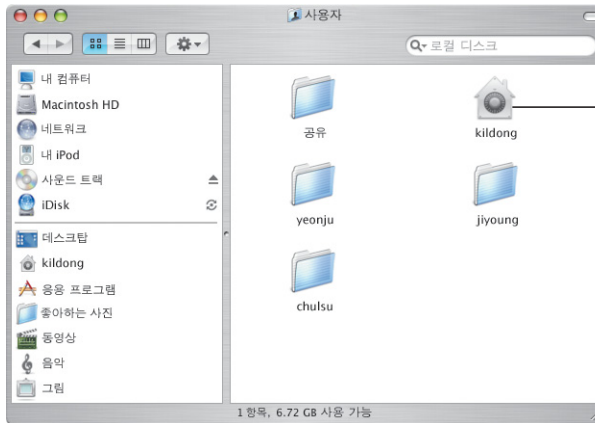 사용자
로컬 디스크
내 컴퓨터
Macintosh HD
네트워크
내 iPod
사운드 트랙
iDisk
데스크탑
kildong
응용 프로그램
좋아하는 사진
동영상
음악
그림
공유
kildong
yeonju
jiyoung
chulsu
1 항목, 6.72 GB 사용 가능